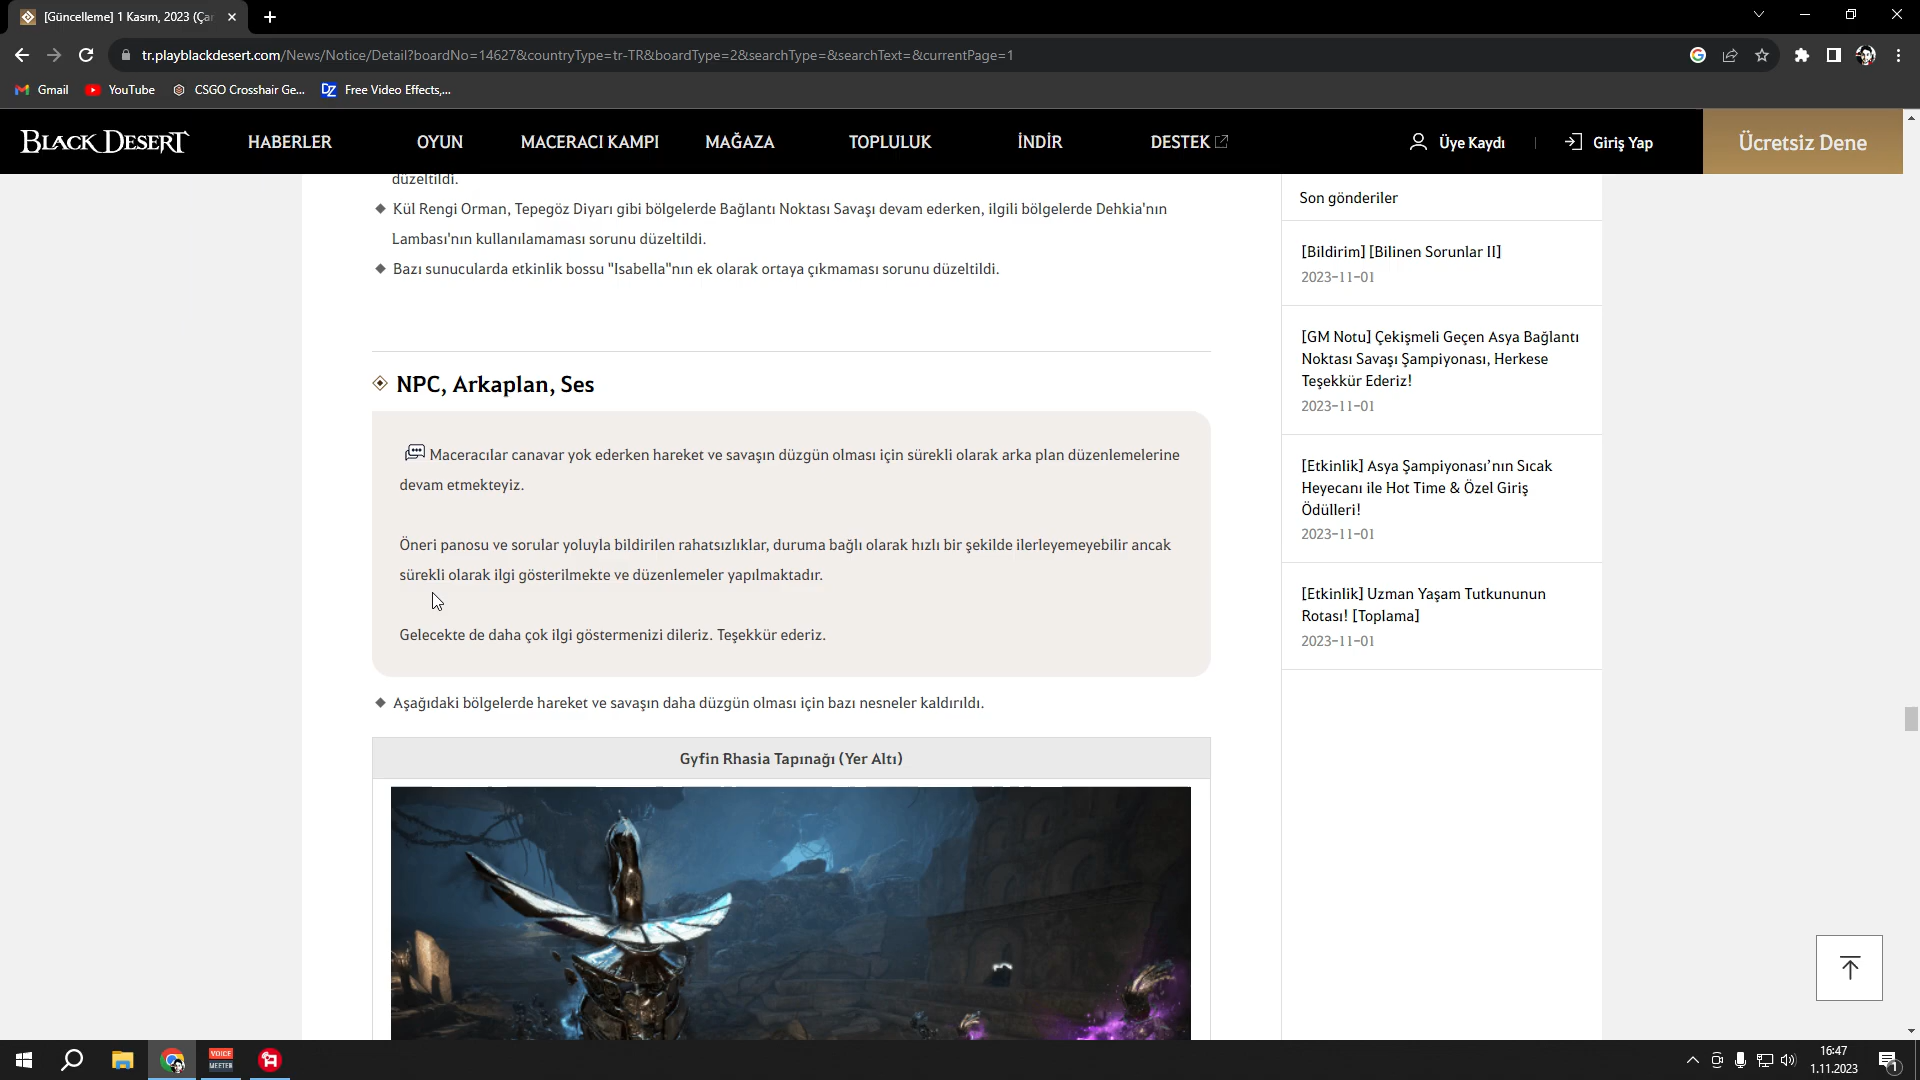 [Güncelleme] 1 Kasım, 2023 (Ça
tr.playblackdesert.com/News/Notice/Detail?boardNo=14627&countryType=tr-TR&boardType=2&searchType=&searchText=&currentPage=1
Gmail
YouTube
CSGO Crosshair Ge...
DZ
Free Video Effects,...
BLACK DESERT
HABERLER
OYUN
MACERACI KAMPI
MAĞAZA
TOPLULUK
İNDİR
DESTEK
Üye Kaydı
Giriş Yap
Ücretsiz Dene
düzeltildi.
Kül Rengi Orman, Tepegöz Diyarı gibi bölgelerde Bağlantı Noktası Savaşı devam ederken, ilgili bölgelerde Dehkia'nın
Lambası'nın kullanılamaması sorunu düzeltildi.
Bazı sunucularda etkinlik bossu "Isabella"nın ek olarak ortaya çıkmaması sorunu düzeltildi.
NPC, Arkaplan, Ses
Maceracılar canavar yok ederken hareket ve savaşın düzgün olması için sürekli olarak arka plan düzenlemelerine
devam etmekteyiz.
Öneri panosu ve sorular yoluyla bildirilen rahatsızlıklar, duruma bağlı olarak hızlı bir şekilde ilerleyemeyebilir ancak
sürekli olarak ilgi gösterilmekte ve düzenlemeler yapılmaktadır.
Gelecekte de daha çok ilgi göstermenizi dileriz. Teşekkür ederiz.
Aşağıdaki bölgelerde hareket ve savaşın daha düzgün olması için bazı nesneler kaldırıldı.
Gyfin Rhasia Tapınağı (Yer Altı)
Son gönderiler
[Bildirim] [Bilinen Sorunlar II]
2023-11-01
[GM Notu] Çekişmeli Geçen Asya Bağlantı
Noktası Savaşı Şampiyonası, Herkese
Teşekkür Ederiz!
2023-11-01
[Etkinlik] Asya Şampiyonası’nın Sıcak
Heyecanı ile Hot Time & Özel Giriş
Ödülleri!
2023-11-01
[Etkinlik] Uzman Yaşam Tutkununun
Rotası! [Toplama]
2023-11-01
VOICE
MEETER
16:47
1.11.2023
1